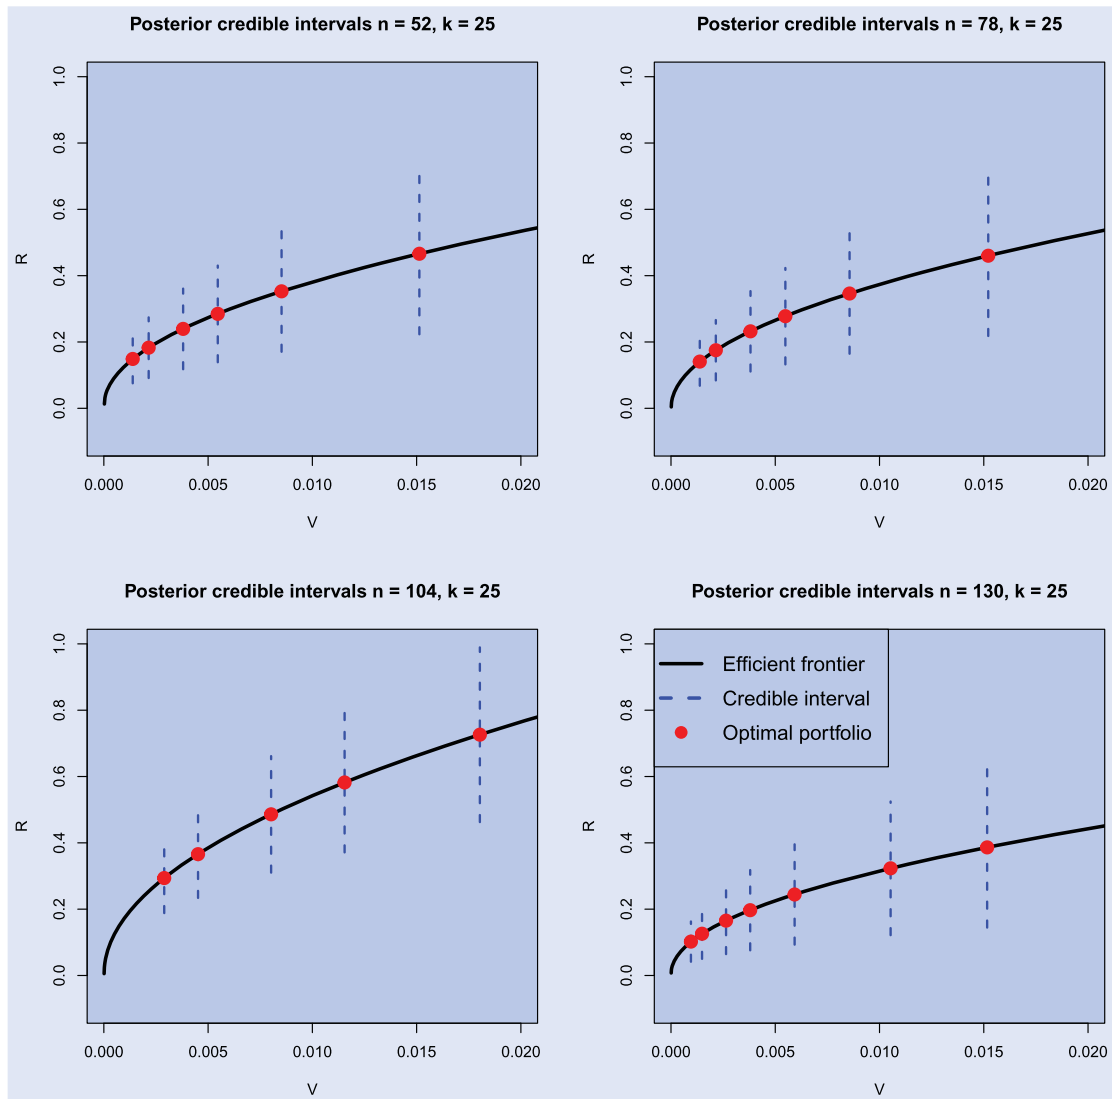 Posterior credible intervals n = 52, k = 25
R
1.0
0.8
0.6
0.4
0.2
0.0
0.000 0.005 0.010 0.015 0.020
V
Posterior credible intervals n = 78, k = 25
R
1.0
0.8
0.6
0.4
0.2
0.0
0.000 0.005 0.010 0.015 0.020
V
Posterior credible intervals n = 104, k = 25
R
1.0
0.8
0.6
0.4
0.2
0.0
0.000 0.005 0.010 0.015 0.020
V
Posterior credible intervals n = 130, k = 25
R
1.0
0.8
0.6
0.4
0.2
0.0
Efficient frontier
Credible interval
Optimal portfolio
0.000 0.005 0.010 0.015 0.020
V